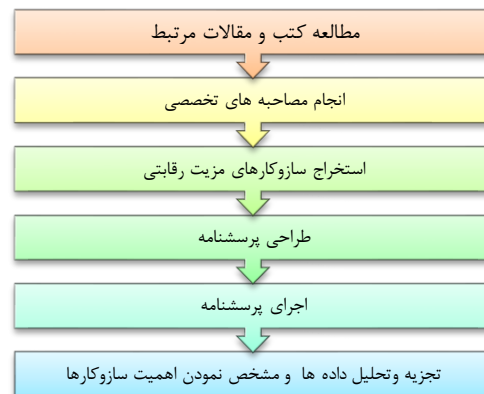 مطالعه کتب و مقالات مرتبط
انجام مصاحبه های تخصصی
استخراج سازوکارهای مزیت رقابتی
طراحی پرسشنامه
اجرای پرسشنامه
تجزیه وتحلیل داده ها و مشخص نمودن اهمیت سازوکارها